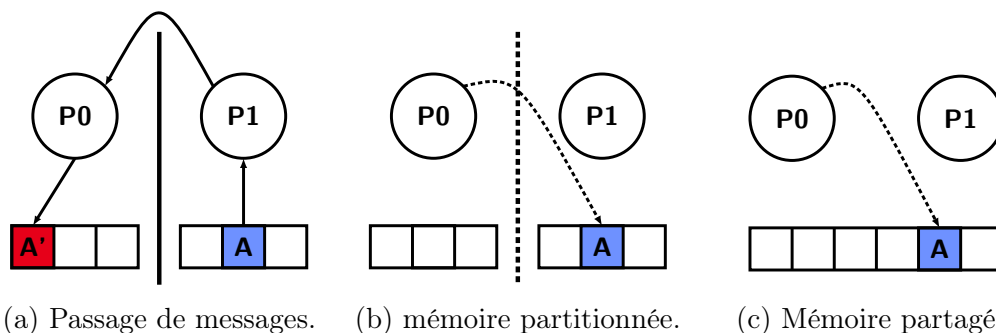 P0 P1 P0 P1 P0 P1
A' A A A
(a) Passage de messages. (b) mémoire partitionnée. (c) Mémoire partagé